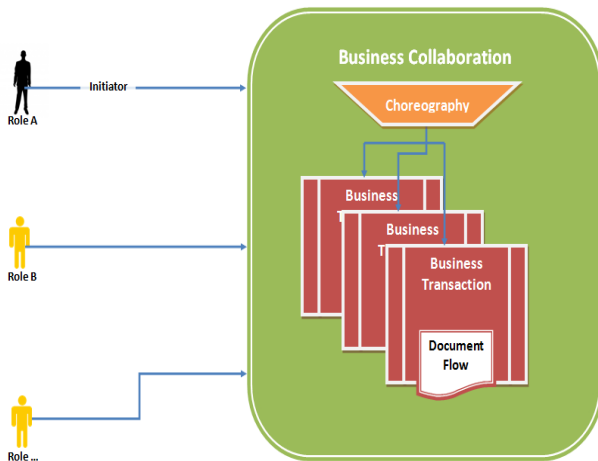 Business Collaboration
Initiator
Choreography
Role A
Business
T
Business
T
Role B
Business
Transaction
Document
Flow
Role ...